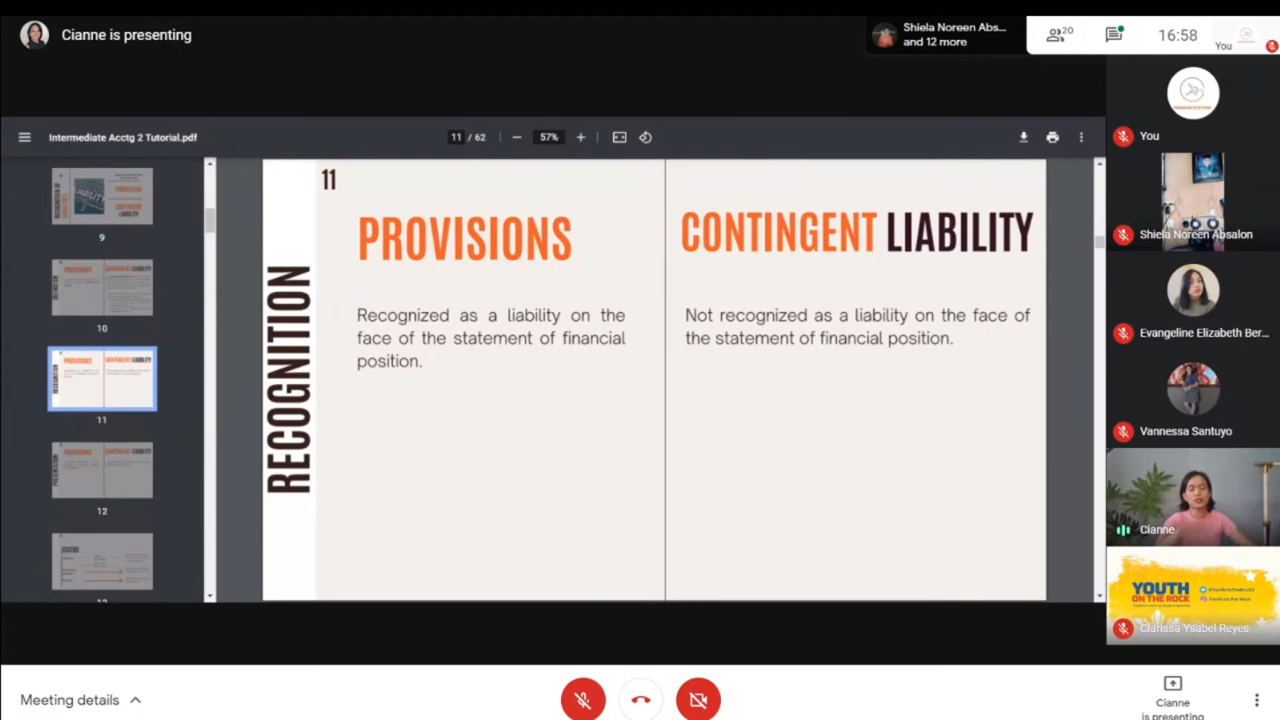 Cianne is presenting
Shiela Noreen Abs...
and 12 more
20
16:58
You
Intermediate Acctg 2 Tutorial.pdf
11 / 62
57%
You
Shiela Noreen Absalon
Evangeline Elizabeth Ber...
Vannessa Santuyo
Cianne
YOUTH
ON THE ROCK
Clarissa Ysabel Reyes
9
10
11
12
STATUS
11
RECOGNITION
PROVISIONS
Recognized as a liability on the
face of the statement of financial
position.
CONTINGENT LIABILITY
Not recognized as a liability on the face of
the statement of financial position.
Meeting details
Cianne
is presenting